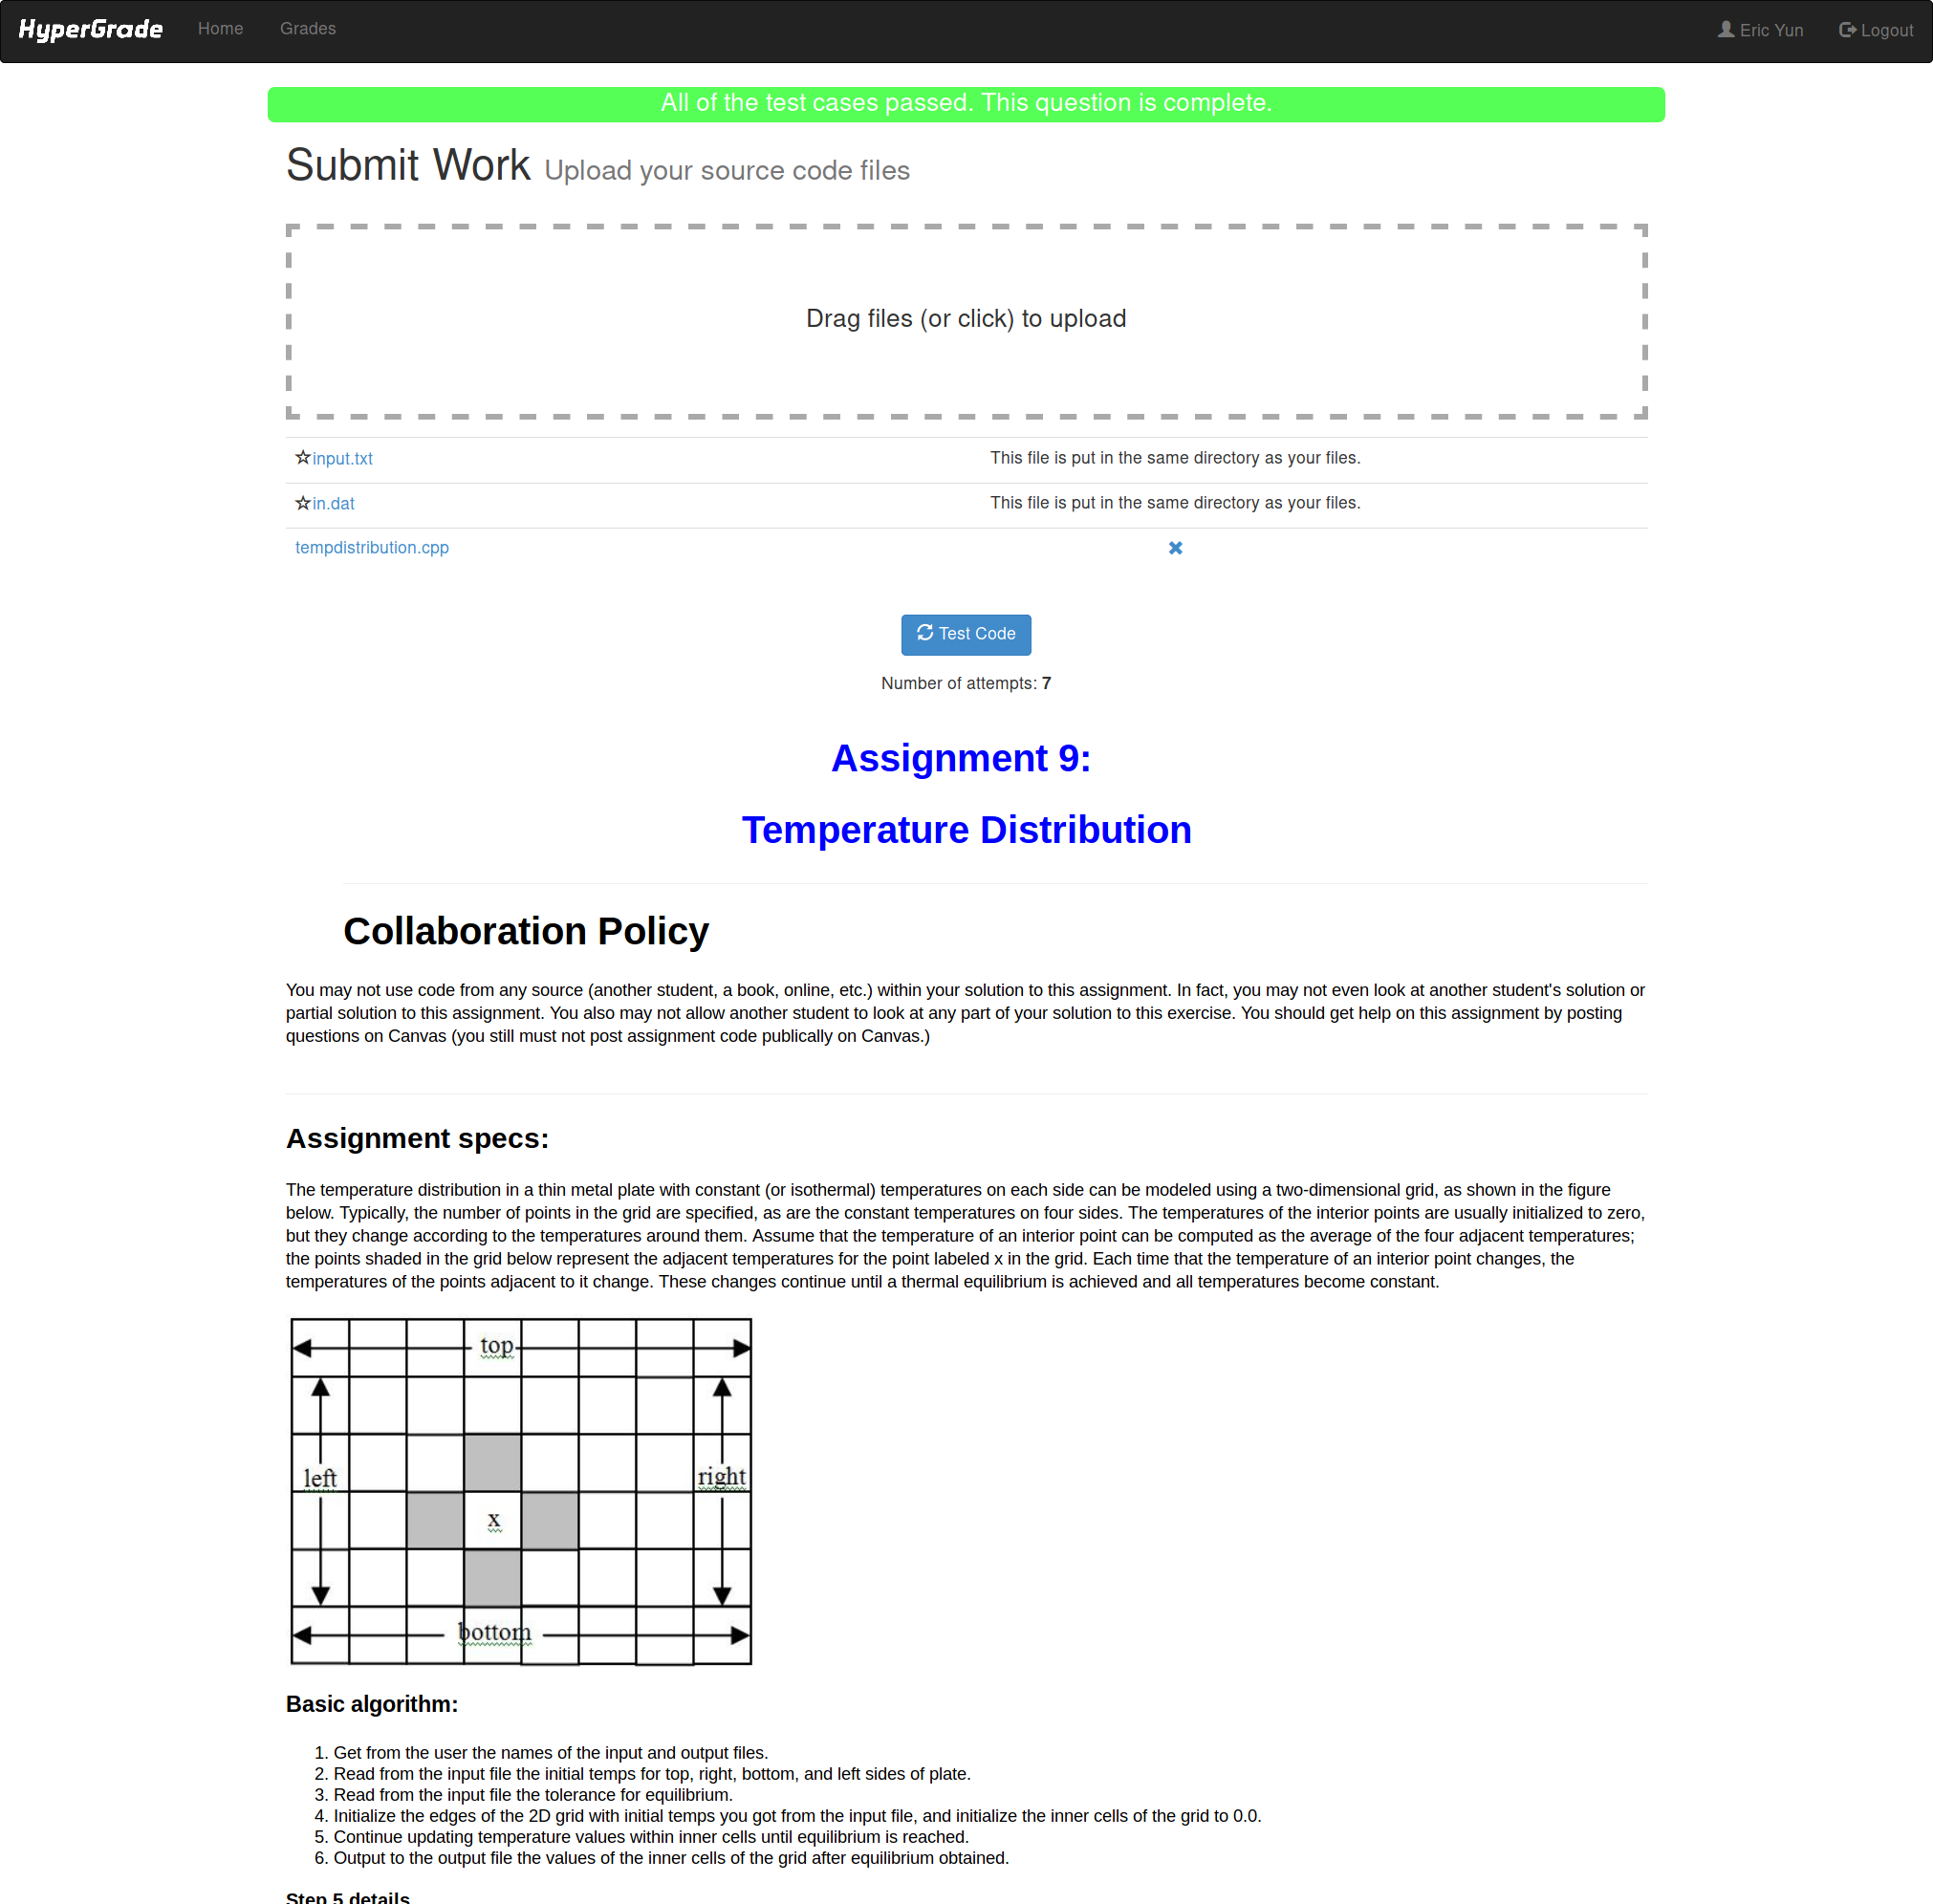 HyperGrade Home Grades Eric Yun Logout
All of the test cases passed. This question is complete.
Submit Work Upload your source code files
Drag files (or click) to upload
input.txt This file is put in the same directory as your files.
in.dat This file is put in the same directory as your files.
tempdistribution.cpp
Test Code
Number of attempts: 7
Assignment 9:
Temperature Distribution
Collaboration Policy
You may not use code from any source (another student, a book, online, etc.) within your solution to this assignment. In fact, you may not even look at another student's solution or
partial solution to this assignment. You also may not allow another student to look at any part of your solution to this exercise. You should get help on this assignment by posting
questions on Canvas (you still must not post assignment code publically on Canvas.)
Assignment specs:
The temperature distribution in a thin metal plate with constant (or isothermal) temperatures on each side can be modeled using a two-dimensional grid, as shown in the figure
below. Typically, the number of points in the grid are specified, as are the constant temperatures on four sides. The temperatures of the interior points are usually initialized to zero,
but they change according to the temperatures around them. Assume that the temperature of an interior point can be computed as the average of the four adjacent temperatures;
the points shaded in the grid below represent the adjacent temperatures for the point labeled x in the grid. Each time that the temperature of an interior point changes, the
temperatures of the points adjacent to it change. These changes continue until a thermal equilibrium is achieved and all temperatures become constant.
top
left right
x
bottom
Basic algorithm:
1. Get from the user the names of the input and output files.
2. Read from the input file the initial temps for top, right, bottom, and left sides of plate.
3. Read from the input file the tolerance for equilibrium.
4. Initialize the edges of the 2D grid with initial temps you got from the input file, and initialize the inner cells of the grid to 0.0.
5. Continue updating temperature values within inner cells until equilibrium is reached.
6. Output to the output file the values of the inner cells of the grid after equilibrium obtained.
Step 5 details